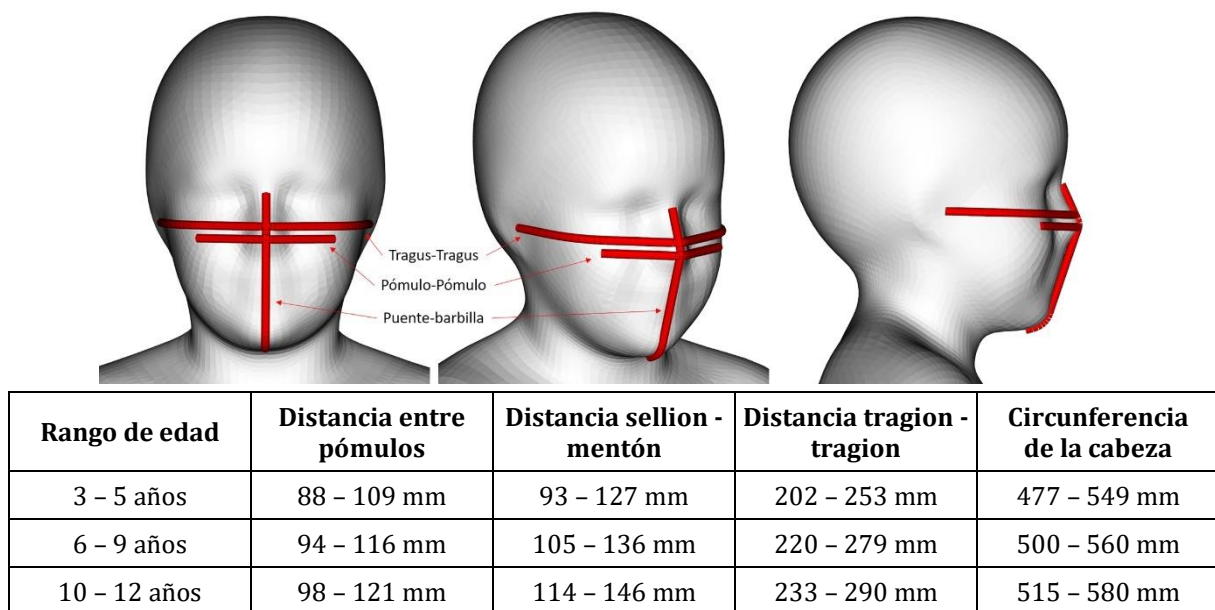 Tragus-Tragus
Pómulo-Pómulo
Puente-barbilla
Rango de edad Distancia entre pómulos Distancia sellion - mentón Distancia tragion - tragion Circunferencia de la cabeza
3 – 5 años 88 – 109 mm 93 – 127 mm 202 – 253 mm 477 – 549 mm
6 – 9 años 94 – 116 mm 105 – 136 mm 220 – 279 mm 500 – 560 mm
10 – 12 años 98 – 121 mm 114 – 146 mm 233 – 290 mm 515 – 580 mm